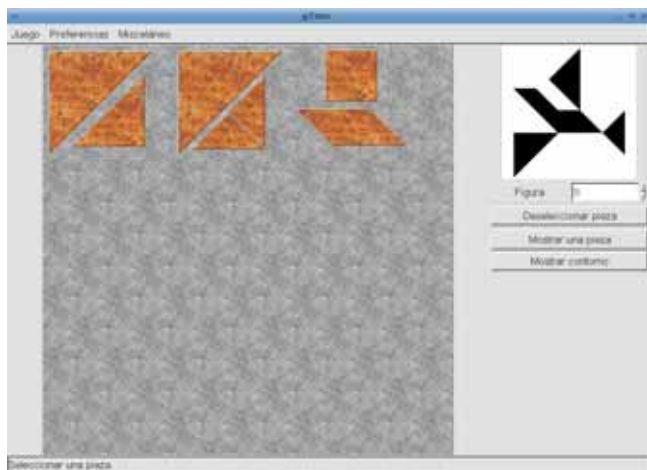 gTans
Juego Preferencias Misceláneo
Figura
Deseleccionar pieza
Mostrar una pieza
Mostrar contorno
Seleccionar una pieza